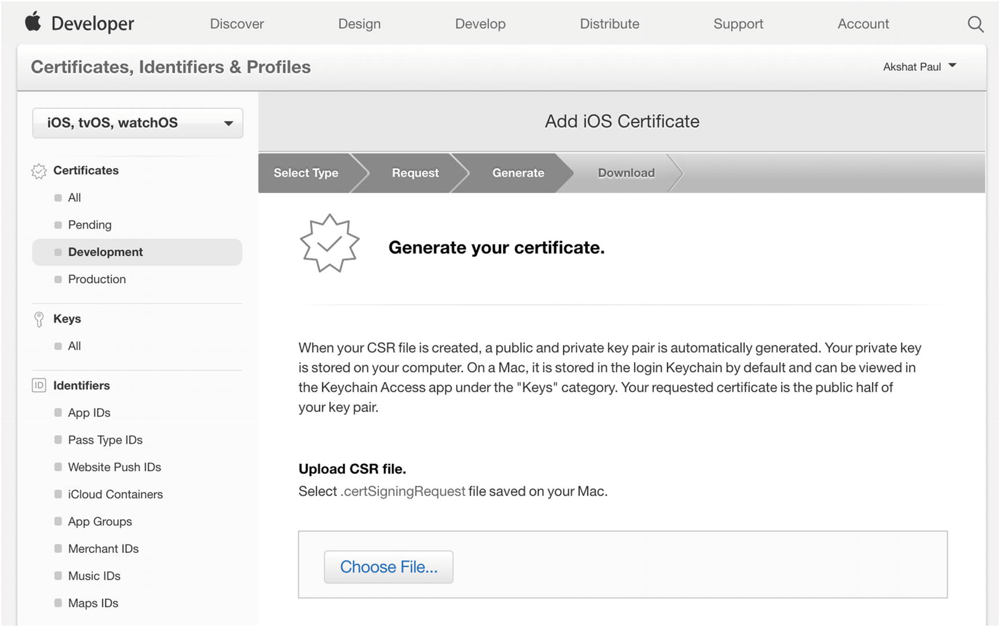 Developer
Discover
Design
Develop
Distribute
Support
Account
Certificates, Identifiers & Profiles
Akshat Paul
iOS, tvOS, watchOS
Certificates
All
Pending
Development
Production
Keys
All
ID Identifiers
App IDs
Pass Type IDs
Website Push IDs
iCloud Containers
App Groups
Merchant IDs
Music IDs
Maps IDs
Add iOS Certificate
Select Type
Request
Generate
Download
Generate your certificate.
When your CSR file is created, a public and private key pair is automatically generated. Your private key
is stored on your computer. On a Mac, it is stored in the login Keychain by default and can be viewed in
the Keychain Access app under the "Keys" category. Your requested certificate is the public half of
your key pair.
Upload CSR file.
Select .certSigningRequest file saved on your Mac.
Choose File...